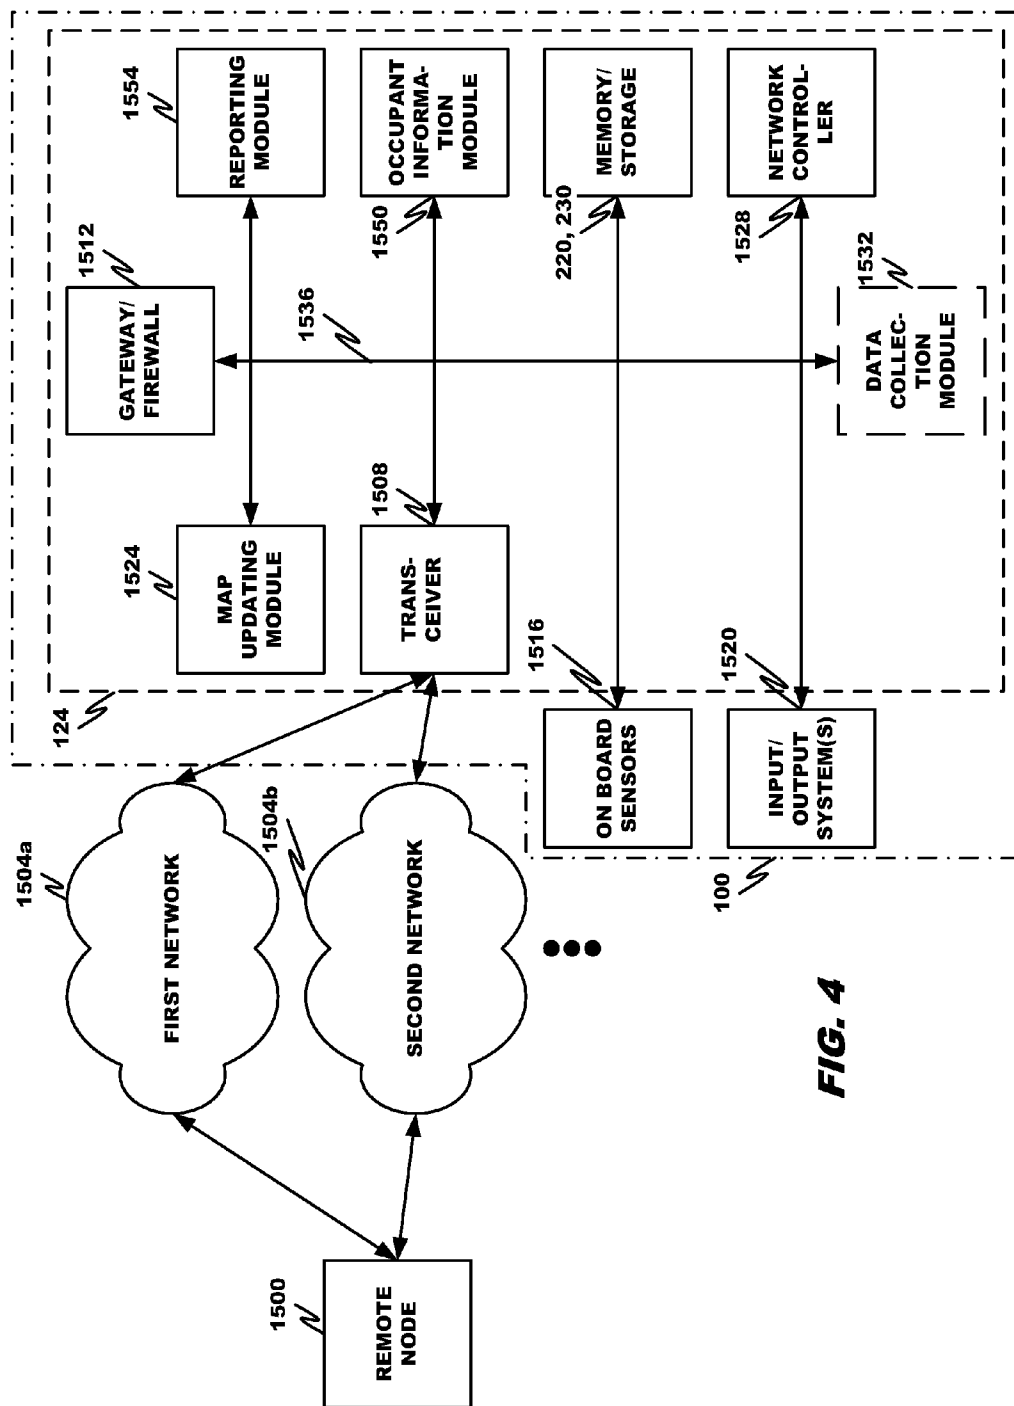 1500
REMOTE
NODE
1504a
FIRST NETWORK
1504b
SECOND NETWORK
FIG. 4
100
124
1524
MAP
UPDATING
MODULE
1508
TRANS-
CEIVER
1516
ON BOARD
SENSORS
1520
INPUT/
OUTPUT
SYSTEM(S)
1512
GATEWAY/
FIREWALL
1536
1532
DATA
COLLEC-
TION
MODULE
1554
REPORTING
MODULE
1550
OCCUPANT
INFORMA-
TION
MODULE
220, 230
MEMORY/
STORAGE
1528
NETWORK
CONTROL-
LER